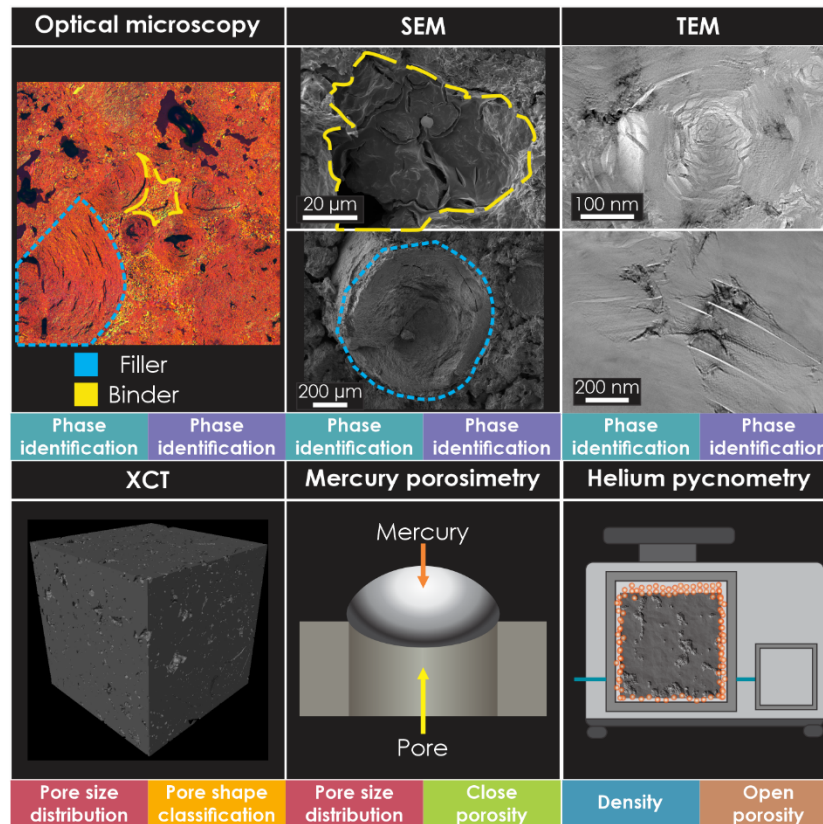 Optical microscopy
SEM
TEM
20 µm
100 nm
200 µm
200 nm
Filler
Binder
Phase
identification
Phase
identification
Phase
identification
Phase
identification
Phase
identification
Phase
identification
XCT
Mercury porosimetry
Helium pycnometry
Mercury
Pore
Pore size
distribution
Pore shape
classification
Pore size
distribution
Close
porosity
Density
Open
porosity